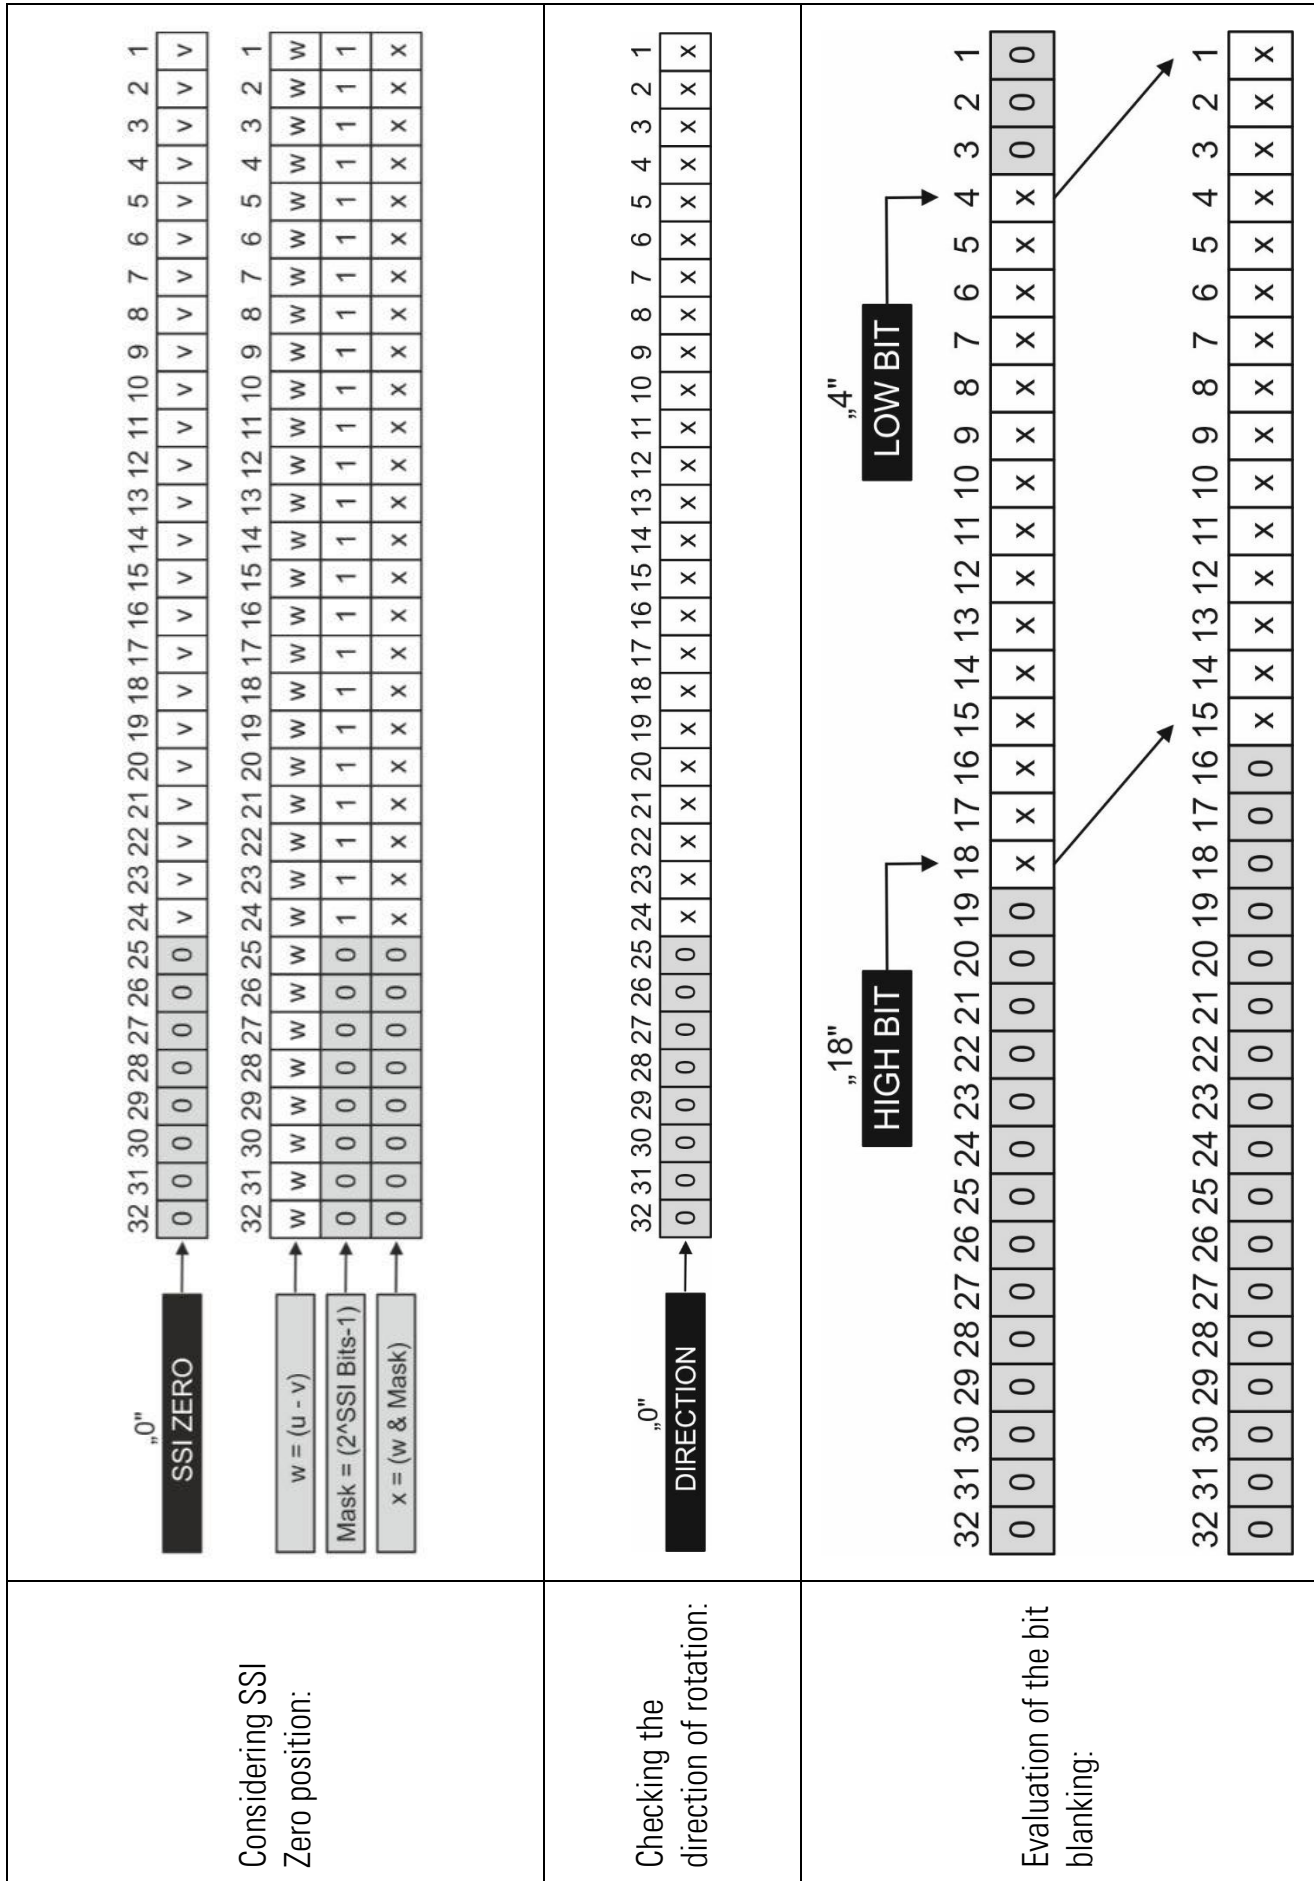 Considering SSI
Zero position:
„0"
SSI ZERO
32 31 30 29 28 27 26 25 24 23 22 21 20 19 18 17 16 15 14 13 12 11 10 9 8 7 6 5 4 3 2 1
0 0 0 0 0 0 0 0 v v v v v v v v v v v v v v v v v v v v v v v v
32 31 30 29 28 27 26 25 24 23 22 21 20 19 18 17 16 15 14 13 12 11 10 9 8 7 6 5 4 3 2 1
w = (u - v)
w w w w w w w w w w w w w w w w w w w w w w w w w w w w w w w w
Mask = (2^SSI Bits-1)
0 0 0 0 0 0 0 0 1 1 1 1 1 1 1 1 1 1 1 1 1 1 1 1 1 1 1 1 1 1 1 1
x = (w & Mask)
0 0 0 0 0 0 0 0 x x x x x x x x x x x x x x x x x x x x x x x x
Checking the
direction of rotation:
„0"
DIRECTION
32 31 30 29 28 27 26 25 24 23 22 21 20 19 18 17 16 15 14 13 12 11 10 9 8 7 6 5 4 3 2 1
0 0 0 0 0 0 0 0 x x x x x x x x x x x x x x x x x x x x x x x x
Evaluation of the bit
blanking:
„18"
HIGH BIT
„4"
LOW BIT
32 31 30 29 28 27 26 25 24 23 22 21 20 19 18 17 16 15 14 13 12 11 10 9 8 7 6 5 4 3 2 1
0 0 0 0 0 0 0 0 0 0 0 0 0 0 x x x x x x x x x x x x x x x 0 0 0
32 31 30 29 28 27 26 25 24 23 22 21 20 19 18 17 16 15 14 13 12 11 10 9 8 7 6 5 4 3 2 1
0 0 0 0 0 0 0 0 0 0 0 0 0 0 0 0 0 x x x x x x x x x x x x x x x